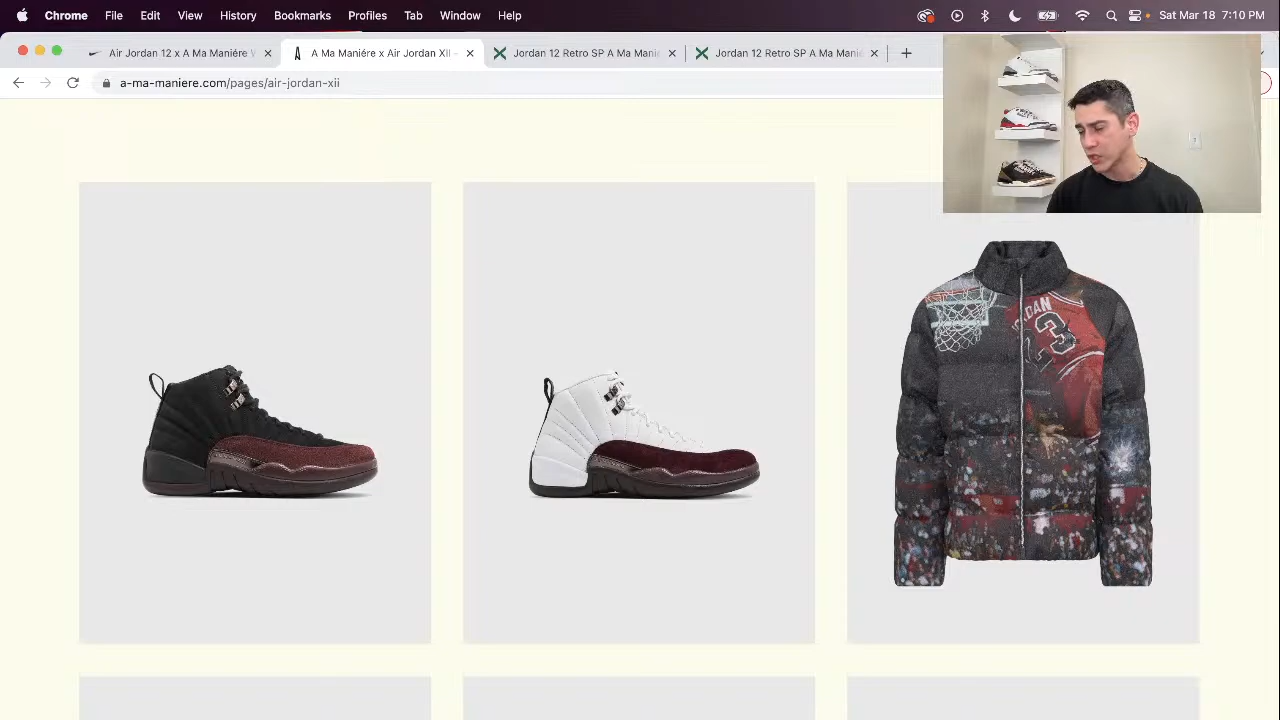 Chrome File Edit View History Bookmarks Profiles Tab Window Help Sat Mar 18 7:10 PM
Air Jordan 12 x A Ma Maniére W A Ma Maniére x Air Jordan XII – Jordan 12 Retro SP A Ma Manié Jordan 12 Retro SP A Ma Manié
a-ma-maniere.com/pages/air-jordan-xii
JORDAN
23